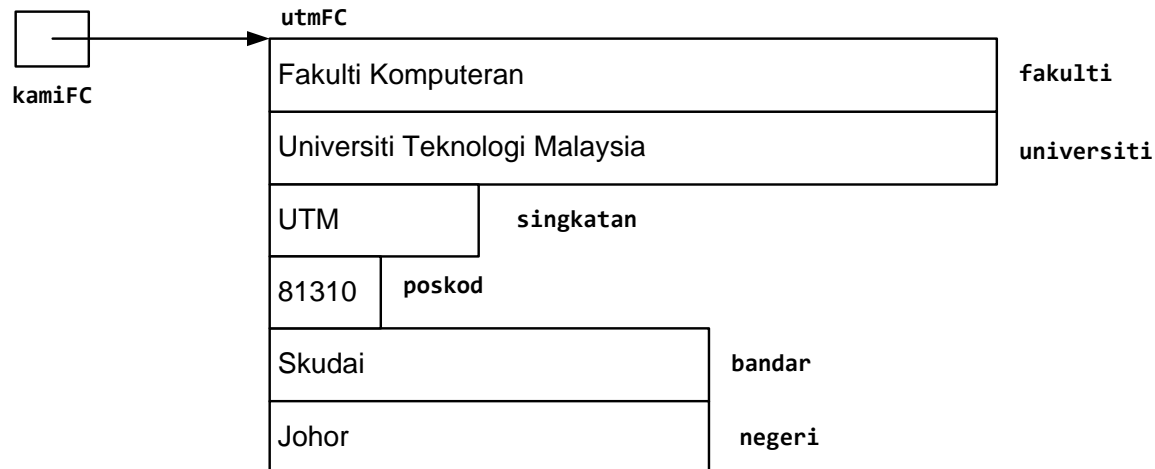 utmFC
kamiFC
Fakulti Komputeran fakulti
Universiti Teknologi Malaysia universiti
UTM singkatan
81310 poskod
Skudai bandar
Johor negeri